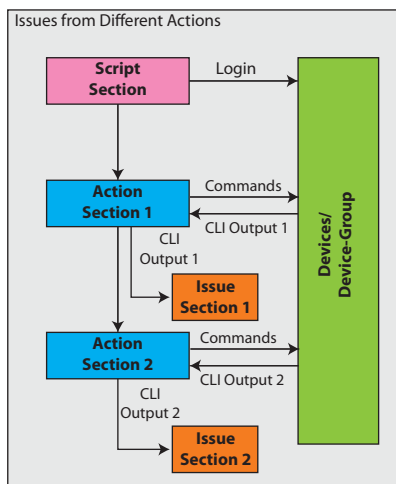 Issues from Different Actions
Script
Section
Login
Action
Section 1
Commands
CLI Output 1
CLI
Output 1
Issue
Section 1
Action
Section 2
Commands
CLI Output 2
CLI
Output 2
Issue
Section 2
Devices/
Device-Group